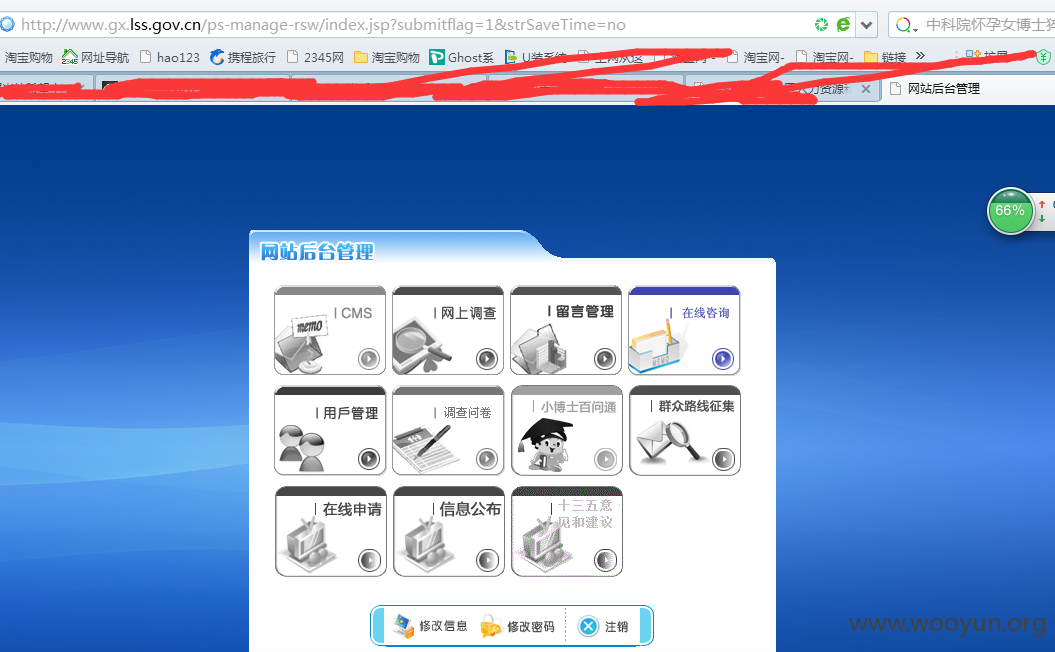 http://www.gx.lss.gov.cn/ps-manage-rsw/index.jsp?submitflag=1&strSaveTime=no
中科院怀孕女博士
淘宝购物 网址导航 hao123 携程旅行 2345网 淘宝购物 Ghost系 U装系统 淘宝网- 淘宝网- 链接 »
网站后台管理
66%
网站后台管理
CMS 网上调查 留言管理 在线咨询
用戶管理 调查问卷 小博士百问通 群众路线征集
在线申请 信息公布 十三五意
见和建议
修改信息 修改密码 注销
www.wooyun.org